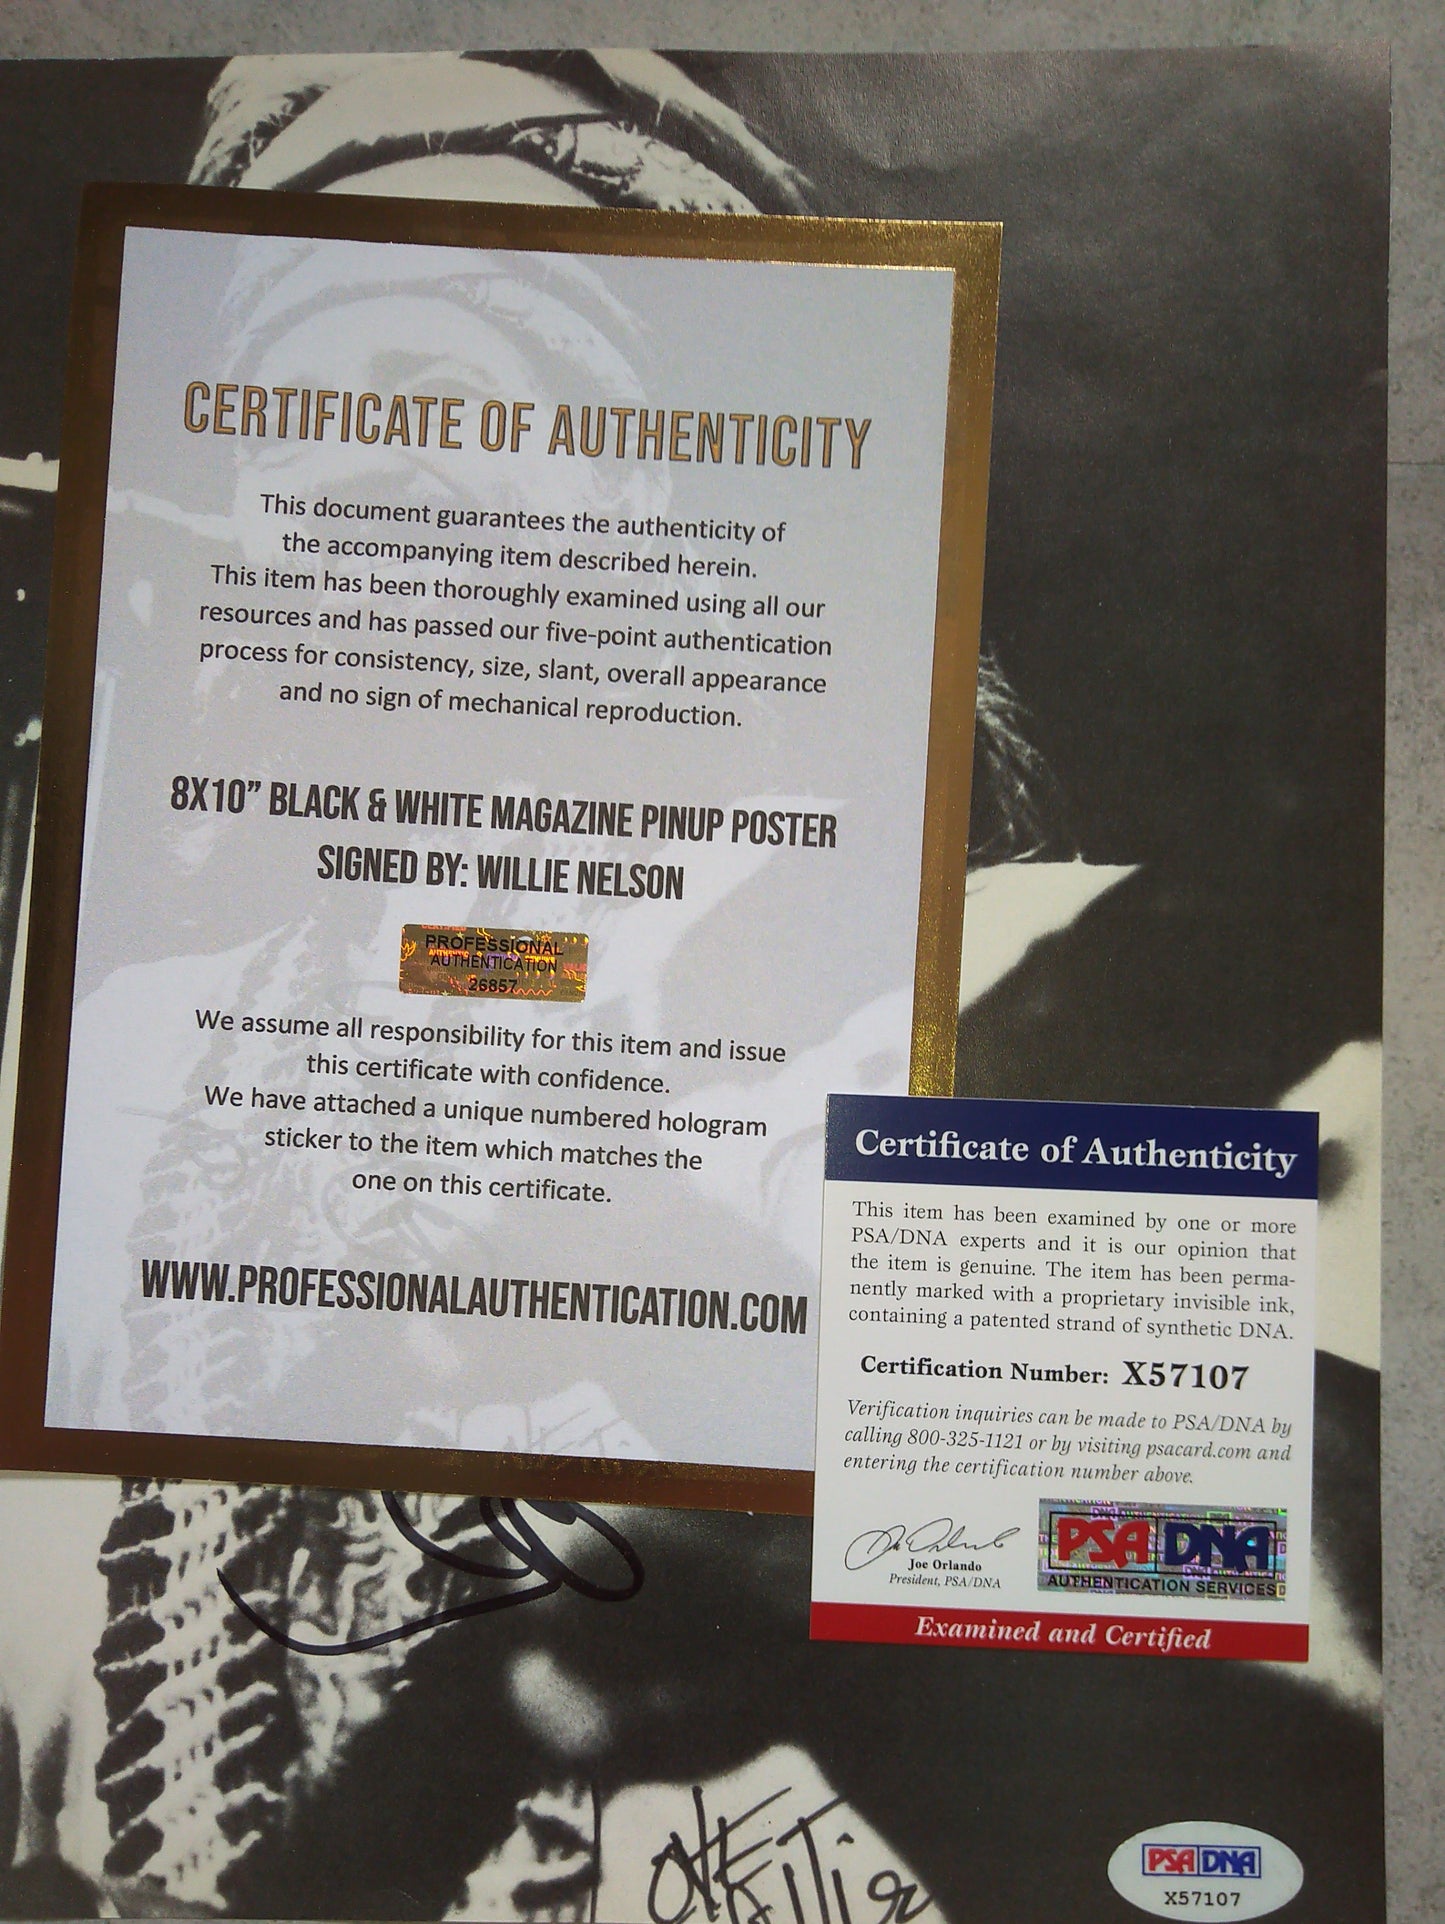 CERTIFICATE OF AUTHENTICITY
This document guarantees the authenticity of
the accompanying item described herein.
This item has been thoroughly examined using all our
resources and has passed our five-point authentication
process for consistency, size, slant, overall appearance
and no sign of mechanical reproduction.
8X10” BLACK & WHITE MAGAZINE PINUP POSTER
SIGNED BY: WILLIE NELSON
PROFESSIONAL
AUTHENTICATION
26857
We assume all responsibility for this item and issue
this certificate with confidence.
We have attached a unique numbered hologram
sticker to the item which matches the
one on this certificate.
WWW.PROFESSIONALAUTHENTICATION.COM
Certificate of Authenticity
This item has been examined by one or more
PSA/DNA experts and it is our opinion that
the item is genuine. The item has been perma-
nently marked with a proprietary invisible ink,
containing a patented strand of synthetic DNA.
Certification Number: X57107
Verification inquiries can be made to PSA/DNA by
calling 800-325-1121 or by visiting psacard.com and
entering the certification number above.
Joe Orlando
President, PSA/DNA
PSA DNA
AUTHENTICATION SERVICES
Examined and Certified
PSA DNA
X57107